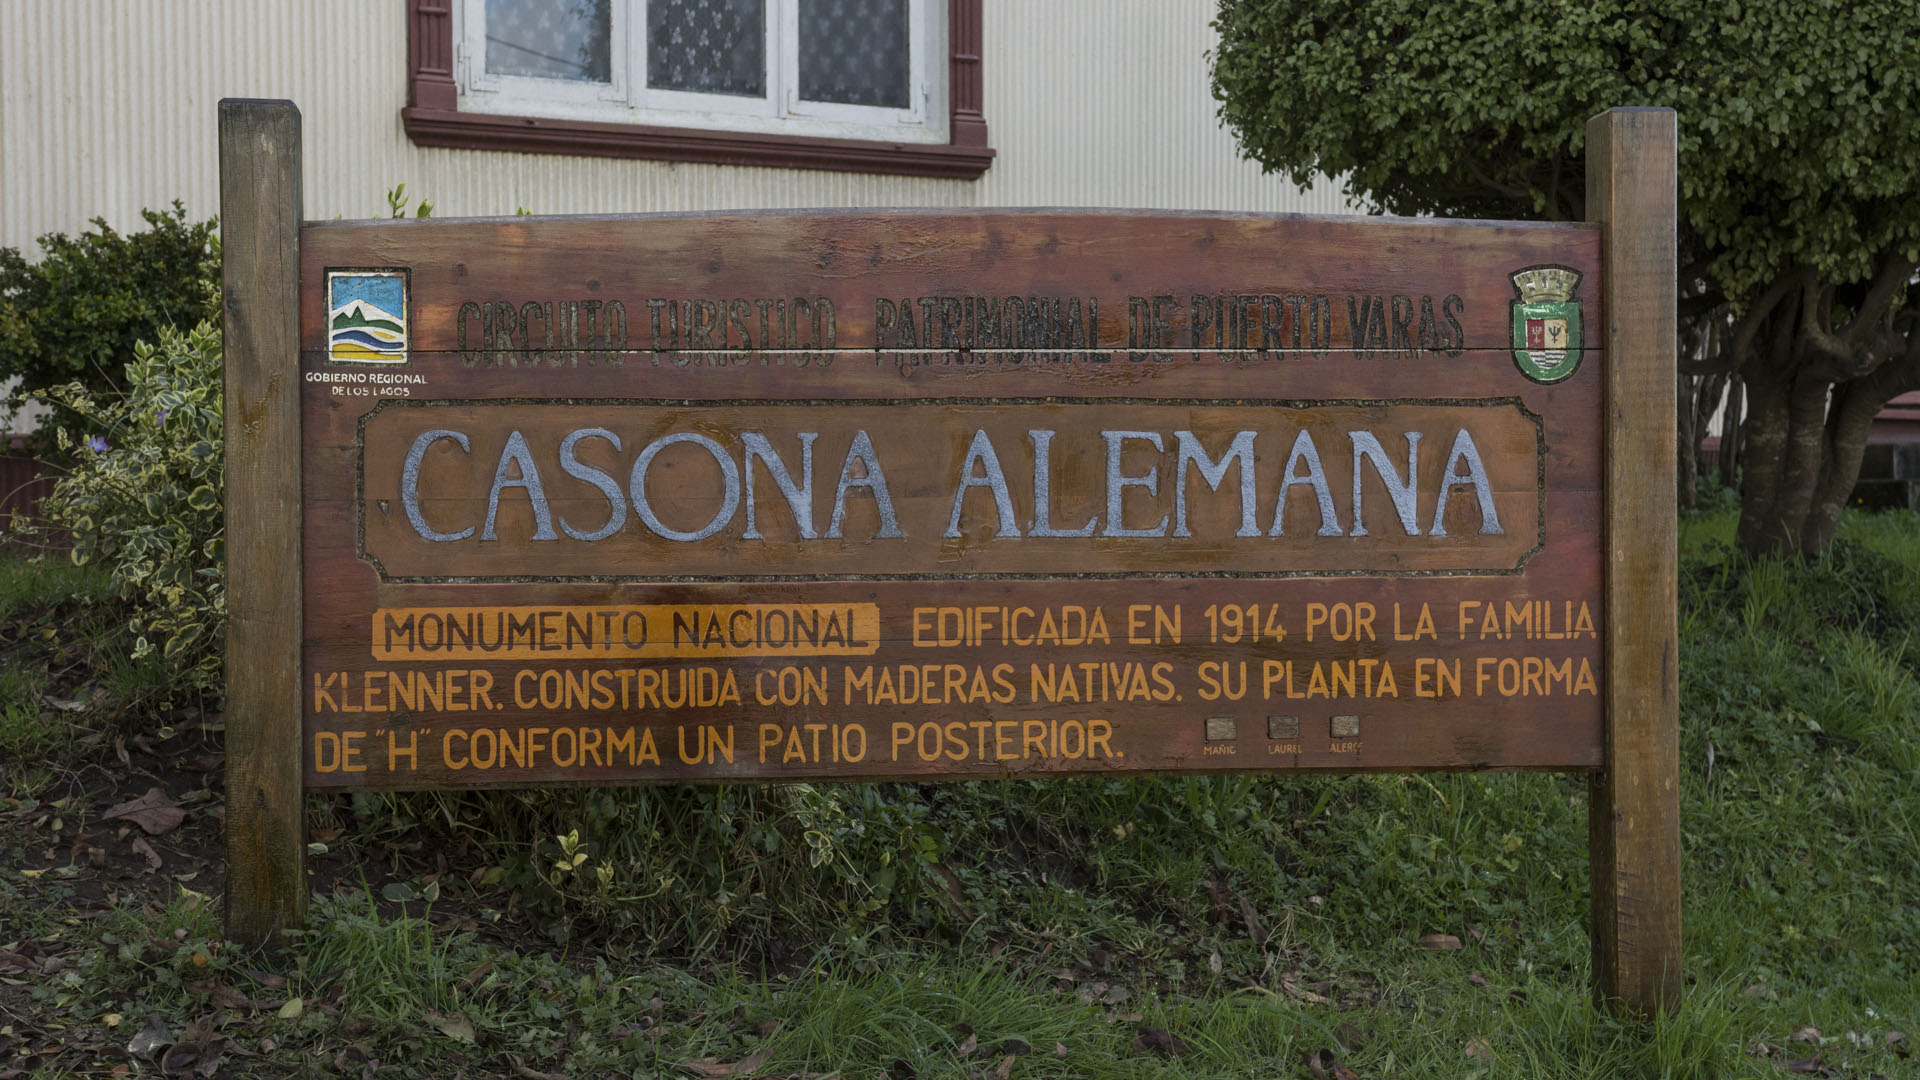 CIRCUITO TURISTICO PATRIMONIAL DE PUERTO VARAS
GOBIERNO REGIONAL
DE LOS LAGOS
CASONA ALEMANA
MONUMENTO NACIONAL EDIFICADA EN 1914 POR LA FAMILIA
KLENNER. CONSTRUIDA CON MADERAS NATIVAS. SU PLANTA EN FORMA
DE "H" CONFORMA UN PATIO POSTERIOR.
MAÑIO LAUREL ALERCE